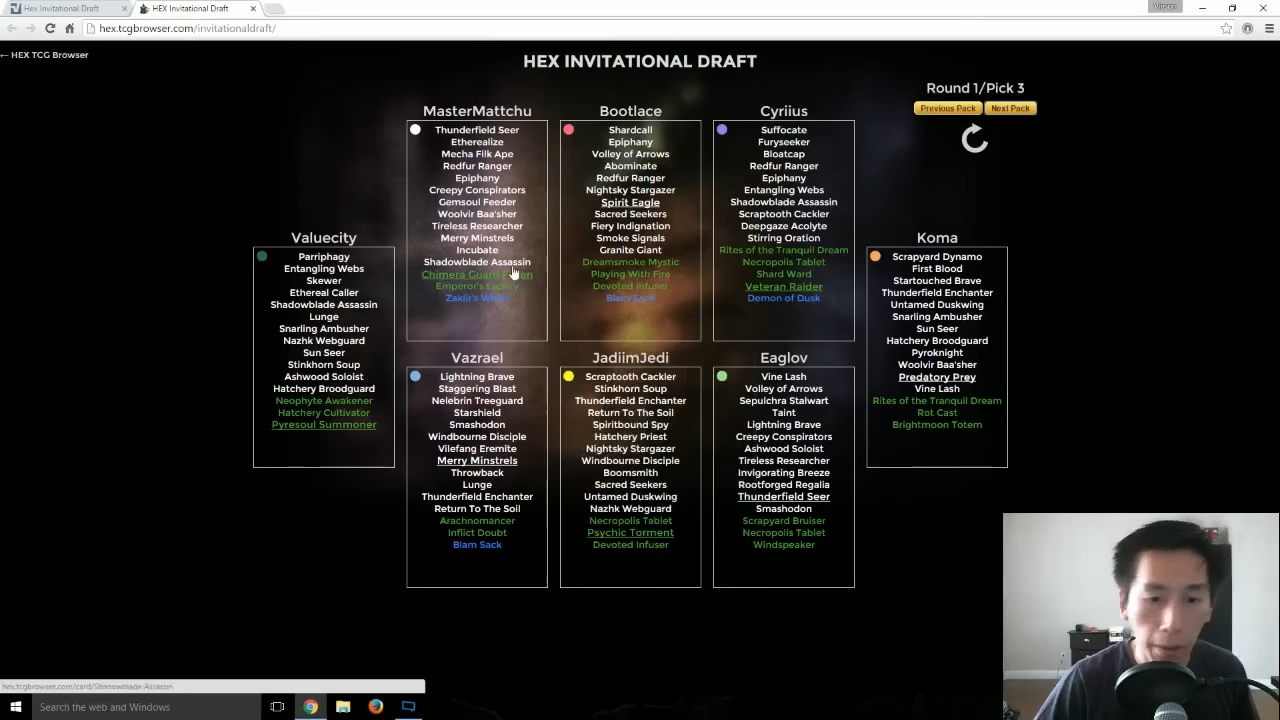 HEX Invitational Draft
HEX Invitational Draft
Winson
hex.tcgbrowser.com/invitationaldraft/
← HEX TCG Browser
HEX INVITATIONAL DRAFT
Round 1/Pick 3
Previous Pack
Next Pack
MasterMattchu
Thunderfield Seer
Etherealize
Mecha Filk Ape
Redfur Ranger
Epiphany
Creepy Conspirators
Gemsoul Feeder
Woolvir Baa'sher
Tireless Researcher
Merry Minstrels
Incubate
Shadowblade Assassin
Chimera Guard
Emperor's Lackey
Zakiir's Whim
Bootlace
Shardcall
Epiphany
Volley of Arrows
Abominate
Redfur Ranger
Nightsky Stargazer
Spirit Eagle
Sacred Seekers
Fiery Indignation
Smoke Signals
Granite Giant
Dreamsmoke Mystic
Playing With Fire
Devoted Infuser
Blam Sack
Cyriius
Suffocate
Furyseeker
Bloatcap
Redfur Ranger
Epiphany
Entangling Webs
Shadowblade Assassin
Scraptooth Cackler
Deepgaze Acolyte
Stirring Oration
Rites of the Tranquil Dream
Necropolis Tablet
Shard Ward
Veteran Raider
Demon of Dusk
Valuecity
Parriphagy
Entangling Webs
Skewer
Ethereal Caller
Shadowblade Assassin
Lunge
Snarling Ambusher
Nazhk Webguard
Sun Seer
Stinkhorn Soup
Ashwood Soloist
Hatchery Broodguard
Neophyte Awakener
Hatchery Cultivator
Pyresoul Summoner
Koma
Scrapyard Dynamo
First Blood
Startouched Brave
Thunderfield Enchanter
Untamed Duskwing
Snarling Ambusher
Sun Seer
Hatchery Broodguard
Pyroknight
Woolvir Baa'sher
Predatory Prey
Vine Lash
Rites of the Tranquil Dream
Rot Cast
Brightmoon Totem
Vazrael
Lightning Brave
Staggering Blast
Nelebrin Treeguard
Starshield
Smashodon
Windbourne Disciple
Vilefang Eremite
Merry Minstrels
Throwback
Lunge
Thunderfield Enchanter
Return To The Soil
Arachnomancer
Inflict Doubt
Blam Sack
JadiimJedi
Scraptooth Cackler
Stinkhorn Soup
Thunderfield Enchanter
Return To The Soil
Spiritbound Spy
Hatchery Priest
Nightsky Stargazer
Windbourne Disciple
Boomsmith
Sacred Seekers
Untamed Duskwing
Nazhk Webguard
Necropolis Tablet
Psychic Torment
Devoted Infuser
Eaglov
Vine Lash
Volley of Arrows
Sepulchra Stalwart
Taint
Lightning Brave
Creepy Conspirators
Ashwood Soloist
Tireless Researcher
Invigorating Breeze
Rootforged Regalia
Thunderfield Seer
Smashodon
Scrapyard Bruiser
Necropolis Tablet
Windspeaker
hex.tcgbrowser.com/card/Shadowblade Assassin
Search the web and Windows